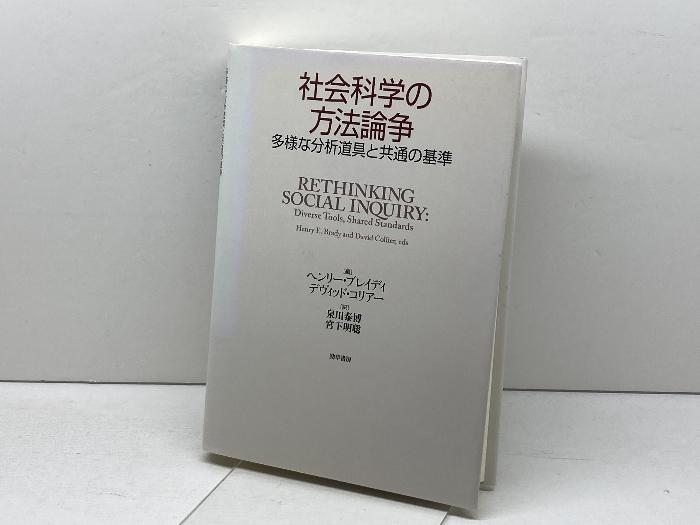 社会科学の
方法論争
多様な分析道具と共通の基準
RETHINKING
SOCIAL INQUIRY:
Diverse Tools, Shared Standards
Henry E. Brady and David Collier, eds
[編]
ヘンリー・ブレイディ
デヴィッド・コリアー
[訳]
泉川泰博
宮下明聡
勁草書房